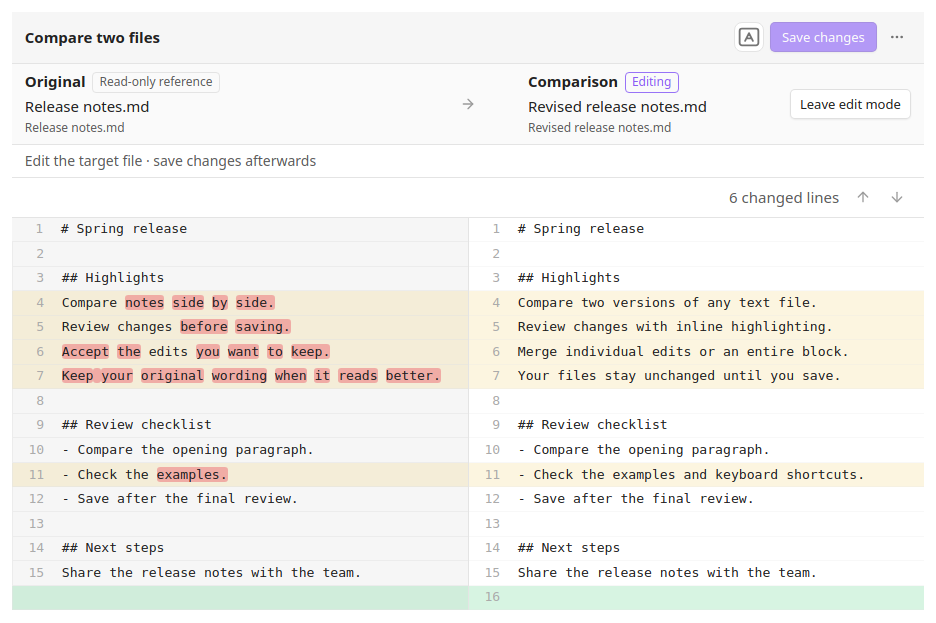 Compare two files
A
Save changes
Original Read-only reference
Release notes.md
Release notes.md
Comparison Editing
Revised release notes.md
Revised release notes.md
Leave edit mode
Edit the target file · save changes afterwards
6 changed lines
1 # Spring release
2
3 ## Highlights
4 Compare notes side by side.
5 Review changes before saving.
6 Accept the edits you want to keep.
7 Keep your original wording when it reads better.
8
9 ## Review checklist
10 - Compare the opening paragraph.
11 - Check the examples.
12 - Save after the final review.
13
14 ## Next steps
15 Share the release notes with the team.
1 # Spring release
2
3 ## Highlights
4 Compare two versions of any text file.
5 Review changes with inline highlighting.
6 Merge individual edits or an entire block.
7 Your files stay unchanged until you save.
8
9 ## Review checklist
10 - Compare the opening paragraph.
11 - Check the examples and keyboard shortcuts.
12 - Save after the final review.
13
14 ## Next steps
15 Share the release notes with the team.
16